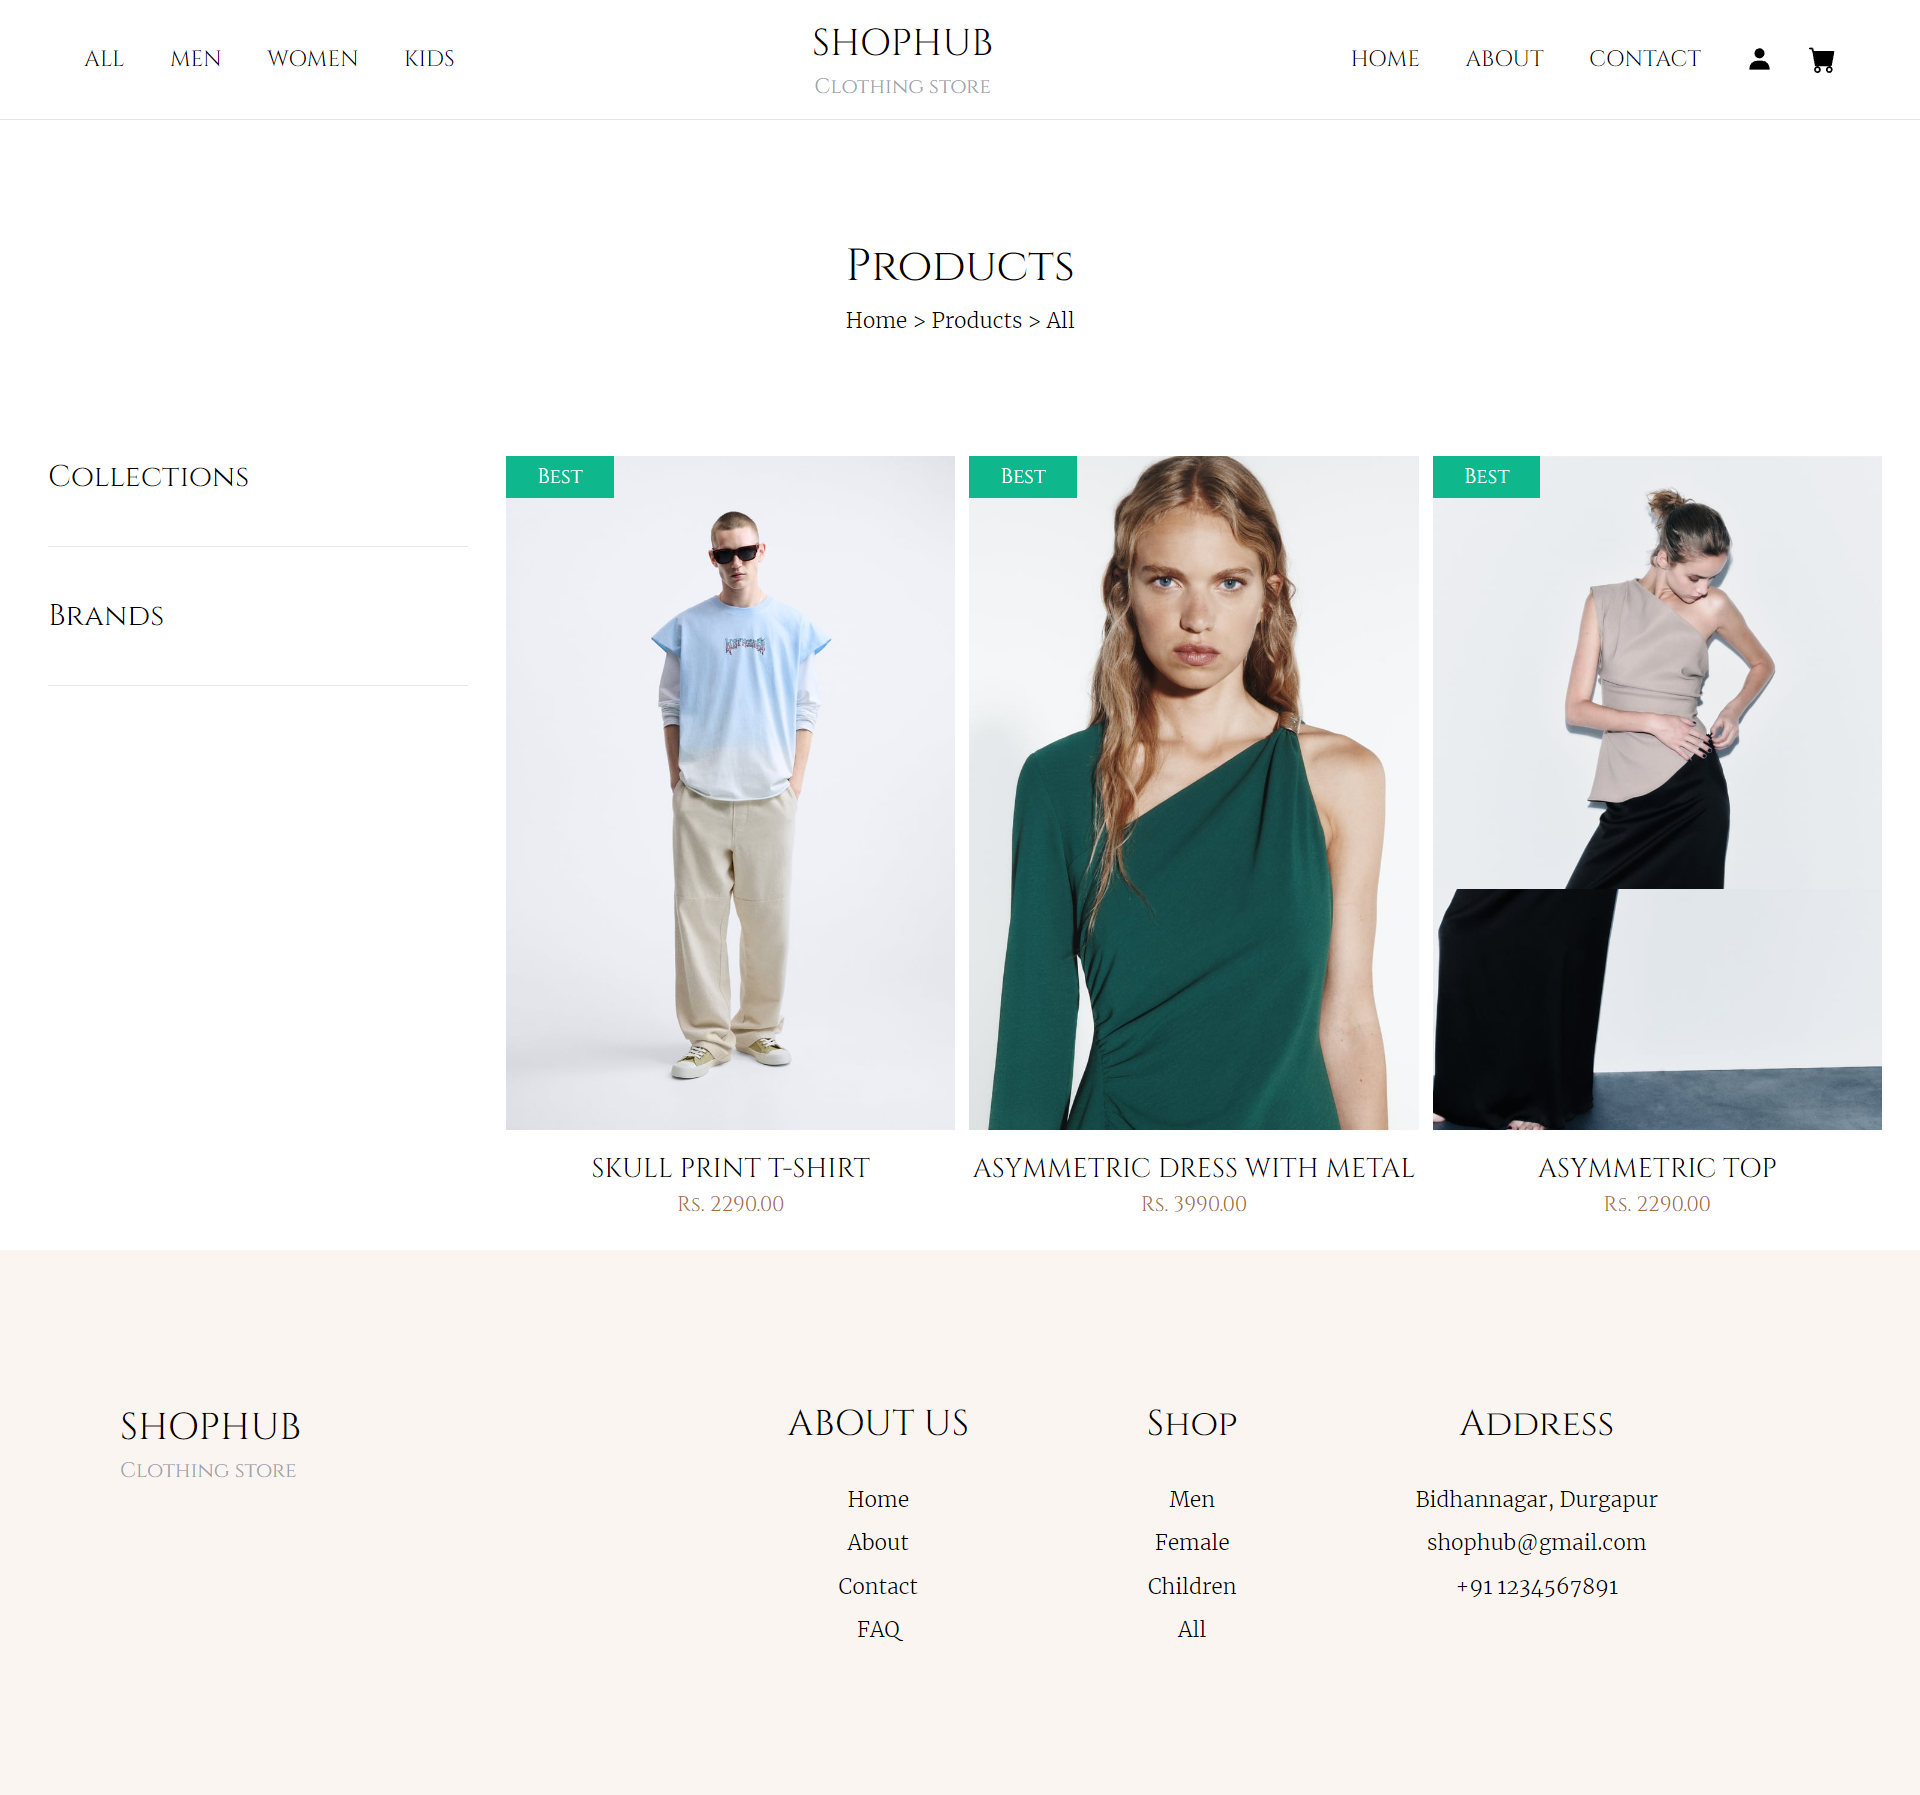 ALL MEN WOMEN KIDS
SHOPHUB
Clothing store
HOME ABOUT CONTACT
Products
Home > Products > All
Collections
Brands
Best
SKULL PRINT T-SHIRT
Rs. 2290.00
Best
ASYMMETRIC DRESS WITH METAL
Rs. 3990.00
Best
ASYMMETRIC TOP
Rs. 2290.00
SHOPHUB
Clothing store
ABOUT US
Home
About
Contact
FAQ
Shop
Men
Female
Children
All
Address
Bidhannagar, Durgapur
shophub@gmail.com
+91 1234567891